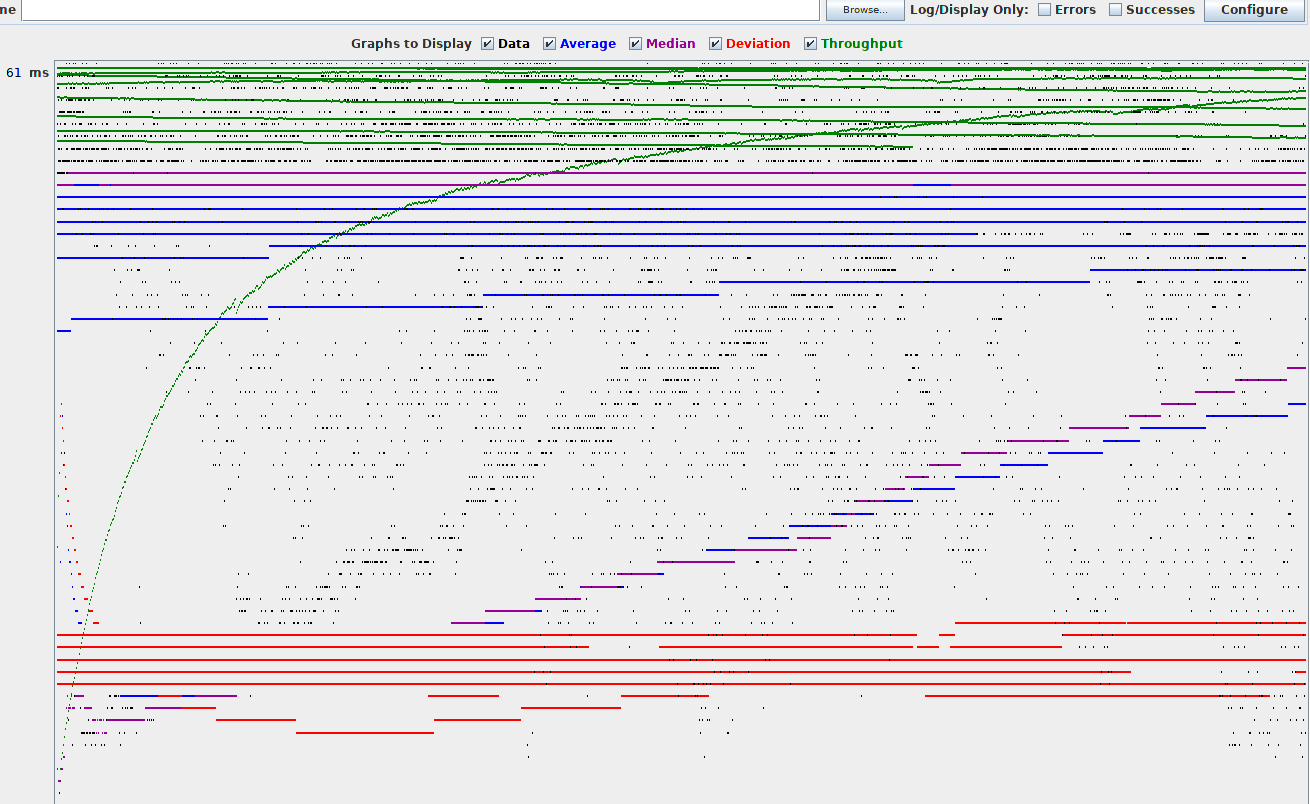 ne Browse... Log/Display Only: Errors Successes Configure
Graphs to Display Data Average Median Deviation Throughput
61 ms